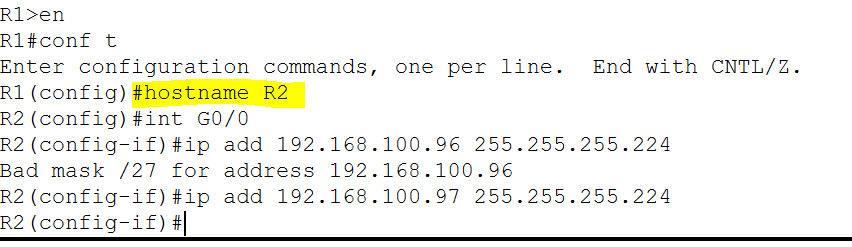 R1>en
R1#conf t
Enter configuration commands, one per line.  End with CNTL/Z.
R1(config)#hostname R2
R2(config)#int G0/0
R2(config-if)#ip add 192.168.100.96 255.255.255.224
Bad mask /27 for address 192.168.100.96
R2(config-if)#ip add 192.168.100.97 255.255.255.224
R2(config-if)#